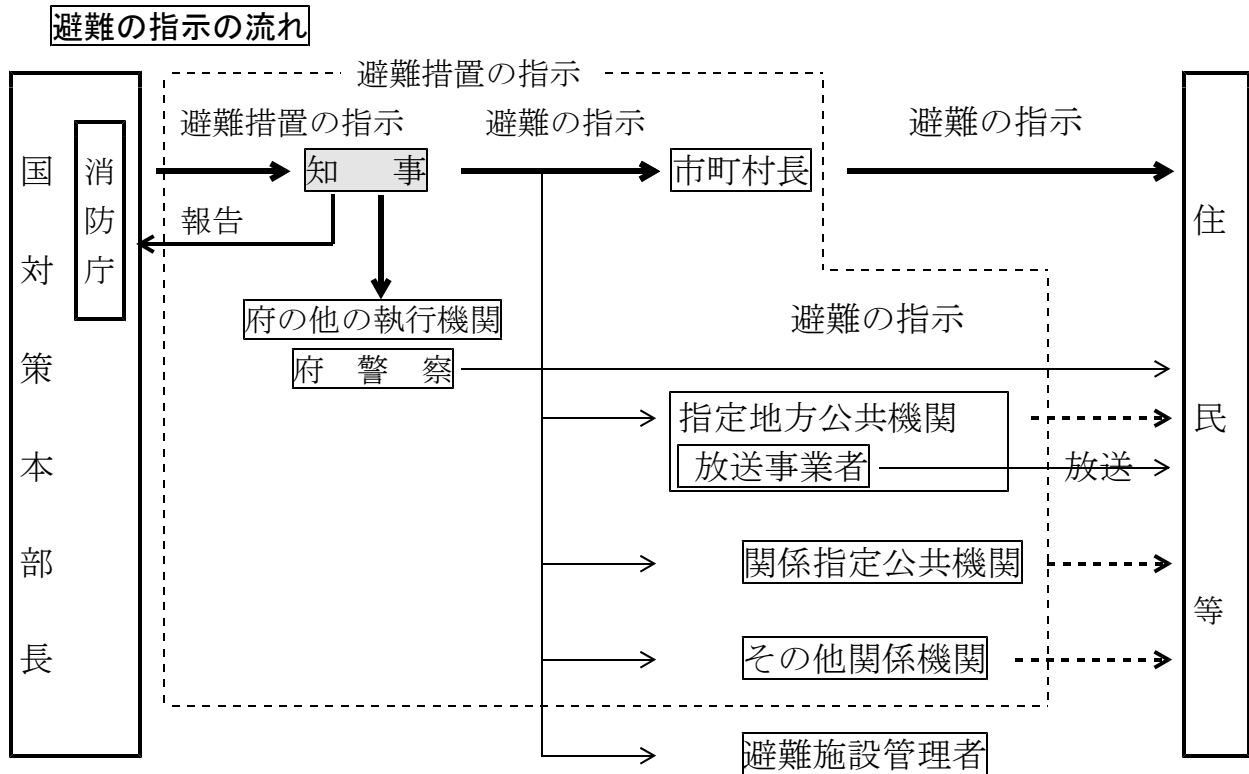 避難の指示の流れ
避難措置の指示
避難措置の指示
避難の指示
避難の指示
国対策本部長
消防庁
知　事
市町村長
報告
住民等
府の他の執行機関
避難の指示
府　警　察
指定地方公共機関
放送事業者
放送
関係指定公共機関
その他関係機関
避難施設管理者